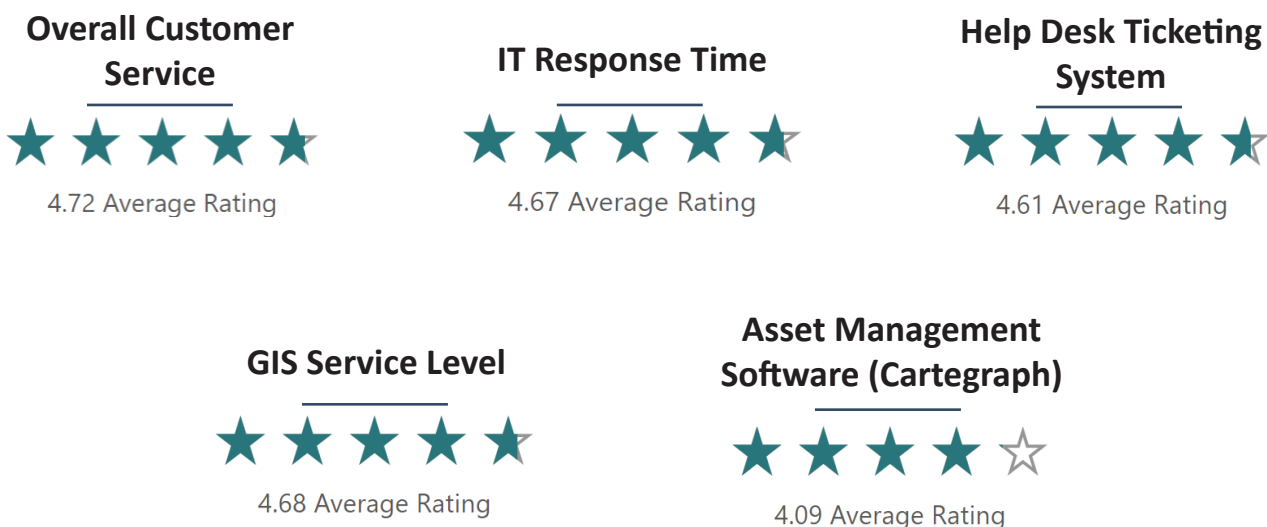 Overall Customer
Service
4.72 Average Rating
IT Response Time
4.67 Average Rating
Help Desk Ticketing
System
4.61 Average Rating
GIS Service Level
4.68 Average Rating
Asset Management
Software (Cartegraph)
4.09 Average Rating